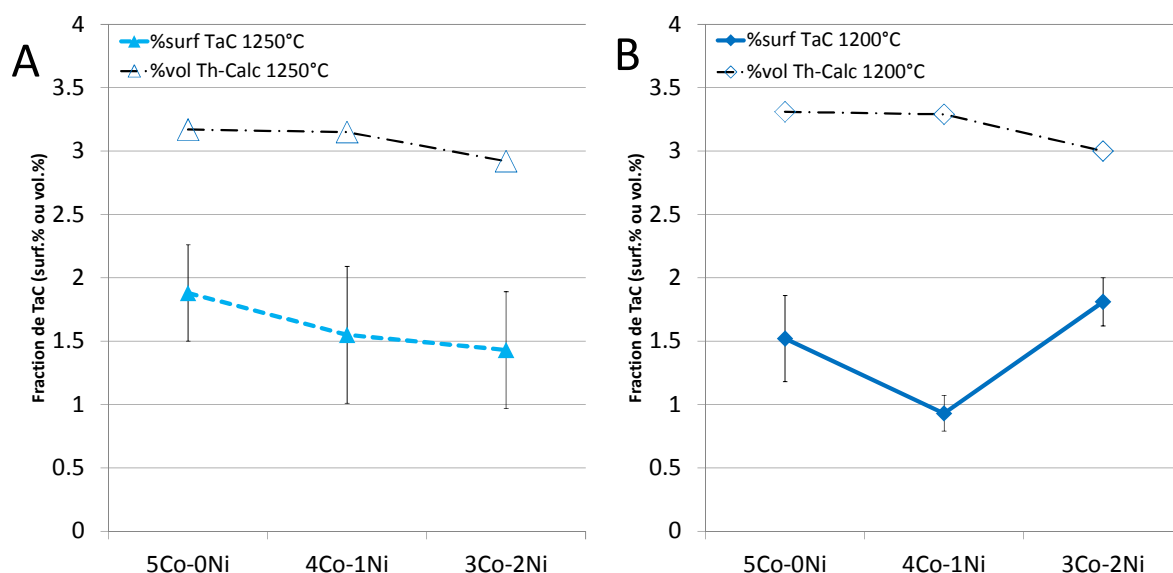 A
%surf TaC 1250°C
%vol Th-Calc 1250°C
Fraction de TaC (surf.% ou vol.%)
4
3.5
3
2.5
2
1.5
1
0.5
0
5Co-0Ni
4Co-1Ni
3Co-2Ni
B
%surf TaC 1200°C
%vol Th-Calc 1200°C
Fraction de TaC (surf.% ou vol.%)
4
3.5
3
2.5
2
1.5
1
0.5
0
5Co-0Ni
4Co-1Ni
3Co-2Ni